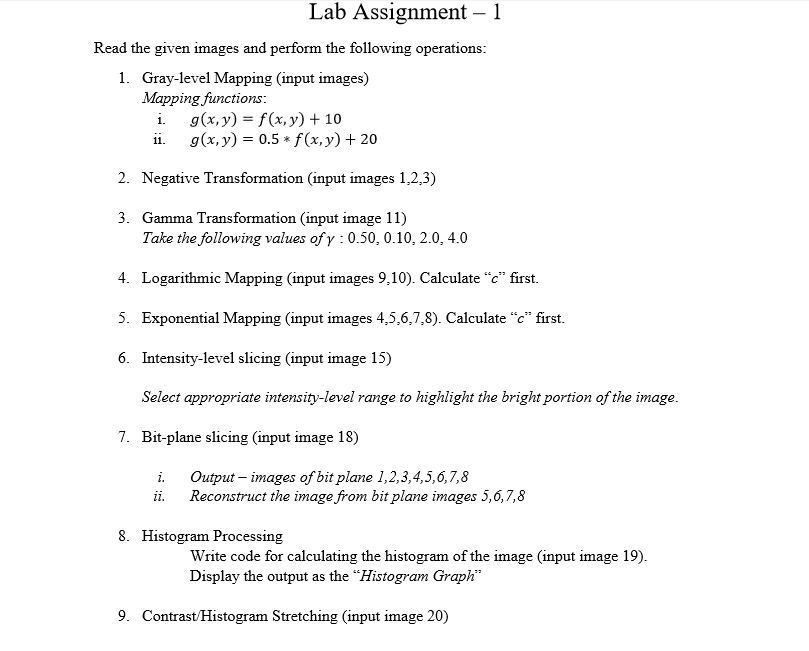 Lab Assignment – 1
Read the given images and perform the following operations:
1. Gray-level Mapping (input images)
Mapping functions:
i. g(x,y) = f(x,y) + 10
ii. g(x,y) = 0.5 * f(x,y) + 20
2. Negative Transformation (input images 1,2,3)
3. Gamma Transformation (input image 11)
Take the following values of γ : 0.50, 0.10, 2.0, 4.0
4. Logarithmic Mapping (input images 9,10). Calculate “c” first.
5. Exponential Mapping (input images 4,5,6,7,8). Calculate “c” first.
6. Intensity-level slicing (input image 15)
Select appropriate intensity-level range to highlight the bright portion of the image.
7. Bit-plane slicing (input image 18)
i. Output – images of bit plane 1,2,3,4,5,6,7,8
ii. Reconstruct the image from bit plane images 5,6,7,8
8. Histogram Processing
Write code for calculating the histogram of the image (input image 19).
Display the output as the “Histogram Graph”
9. Contrast/Histogram Stretching (input image 20)